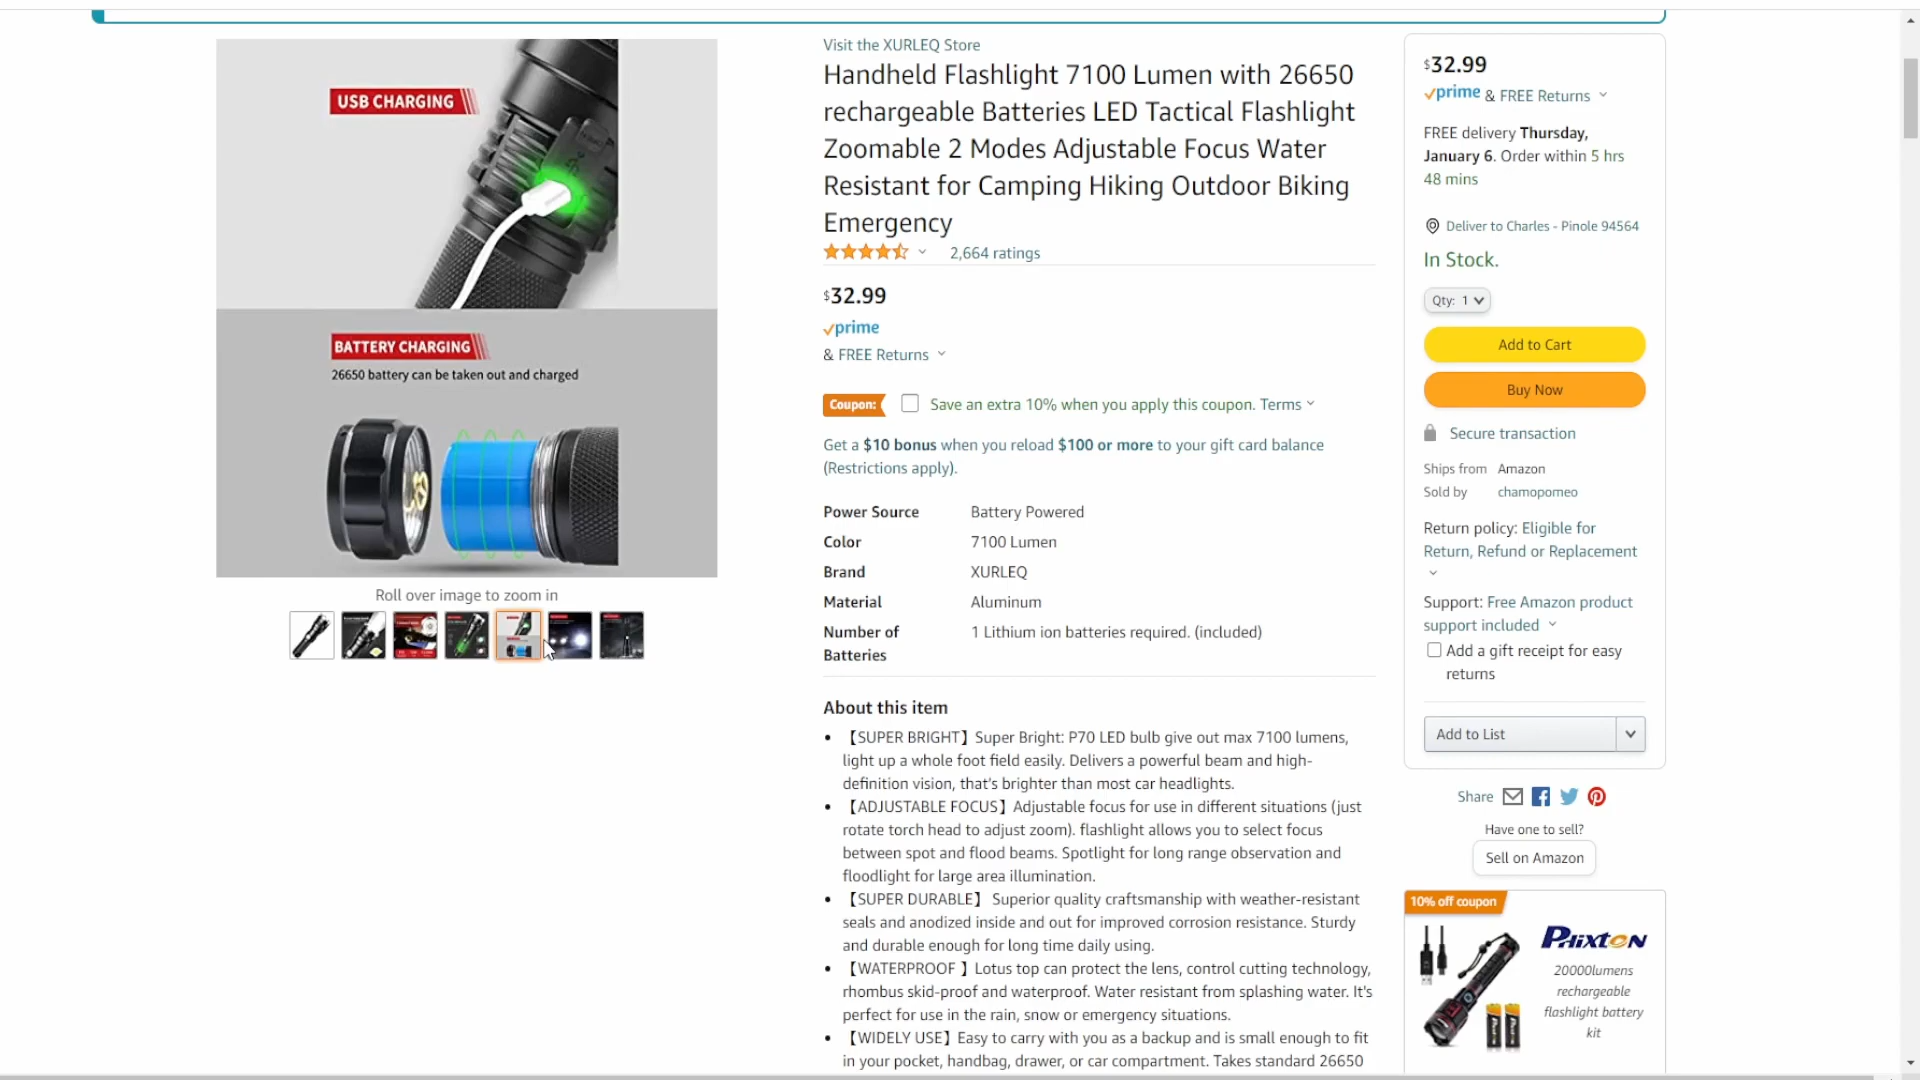 USB CHARGING
BATTERY CHARGING
26650 battery can be taken out and charged
Roll over image to zoom in
Visit the XURLEQ Store
Handheld Flashlight 7100 Lumen with 26650
rechargeable Batteries LED Tactical Flashlight
Zoomable 2 Modes Adjustable Focus Water
Resistant for Camping Hiking Outdoor Biking
Emergency
2,664 ratings
$32.99
prime
& FREE Returns
Coupon: Save an extra 10% when you apply this coupon. Terms
Get a $10 bonus when you reload $100 or more to your gift card balance
(Restrictions apply).
Power Source Battery Powered
Color 7100 Lumen
Brand XURLEQ
Material Aluminum
Number of 1 Lithium ion batteries required. (included)
Batteries
About this item
• 【SUPER BRIGHT】Super Bright: P70 LED bulb give out max 7100 lumens,
light up a whole foot field easily. Delivers a powerful beam and high-
definition vision, that's brighter than most car headlights.
• 【ADJUSTABLE FOCUS】Adjustable focus for use in different situations (just
rotate torch head to adjust zoom). flashlight allows you to select focus
between spot and flood beams. Spotlight for long range observation and
floodlight for large area illumination.
• 【SUPER DURABLE】 Superior quality craftsmanship with weather-resistant
seals and anodized inside and out for improved corrosion resistance. Sturdy
and durable enough for long time daily using.
• 【WATERPROOF 】Lotus top can protect the lens, control cutting technology,
rhombus skid-proof and waterproof. Water resistant from splashing water. It's
perfect for use in the rain, snow or emergency situations.
• 【WIDELY USE】Easy to carry with you as a backup and is small enough to fit
in your pocket, handbag, drawer, or car compartment. Takes standard 26650
$32.99
prime & FREE Returns
FREE delivery Thursday,
January 6. Order within 5 hrs
48 mins
Deliver to Charles - Pinole 94564
In Stock.
Qty: 1
Add to Cart
Buy Now
Secure transaction
Ships from Amazon
Sold by chamopomeo
Return policy: Eligible for
Return, Refund or Replacement
Support: Free Amazon product
support included
Add a gift receipt for easy
returns
Add to List
Share
Have one to sell?
Sell on Amazon
10% off coupon
PHIXTON
20000lumens
rechargeable
flashlight battery
kit